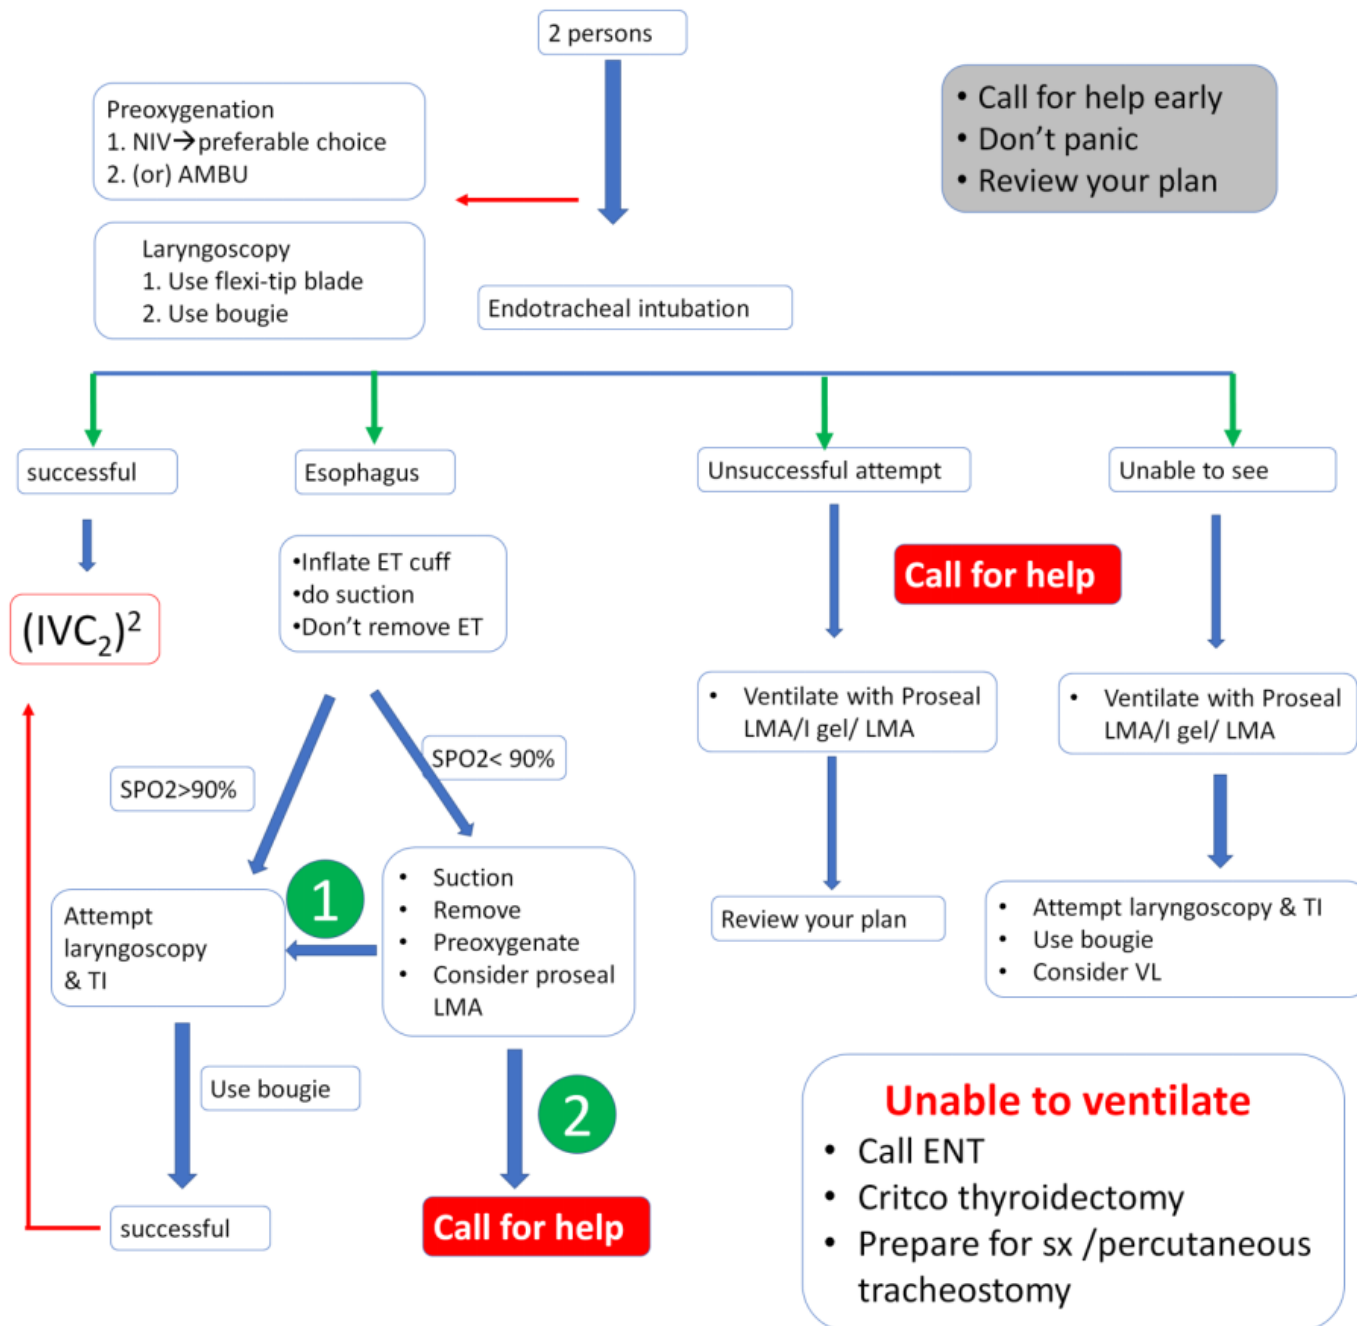 2 persons
Preoxygenation
1. NIV→preferable choice
2. (or) AMBU
• Call for help early
• Don't panic
• Review your plan
Laryngoscopy
1. Use flexi-tip blade
2. Use bougie
Endotracheal intubation
successful
Esophagus
Unsuccessful attempt
Unable to see
(IVC₂)²
•Inflate ET cuff
•do suction
•Don't remove ET
Call for help
• Ventilate with Proseal
LMA/I gel/ LMA
• Ventilate with Proseal
LMA/I gel/ LMA
SPO2>90%
SPO2< 90%
Attempt
laryngoscopy
& TI
1
• Suction
• Remove
• Preoxygenate
• Consider proseal
LMA
Review your plan
• Attempt laryngoscopy & TI
• Use bougie
• Consider VL
Use bougie
2
successful
Call for help
Unable to ventilate
• Call ENT
• Critco thyroidectomy
• Prepare for sx /percutaneous
tracheostomy